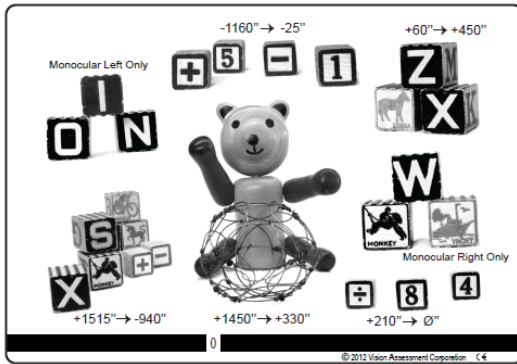 -1160”→ -25”
+60”→ +450”
Monocular Left Only
+ 5 - 1
Z
M
I
ZEBRA
X
K
O N
W
S
MONKEY
YACHT
Monocular Right Only
X
MONKEY
+ -
÷ 8 4
+1515”→ -940”
+1450”→ +330”
+210”→ Ø”
0
© 2012 Vision Assessment Corporation C€